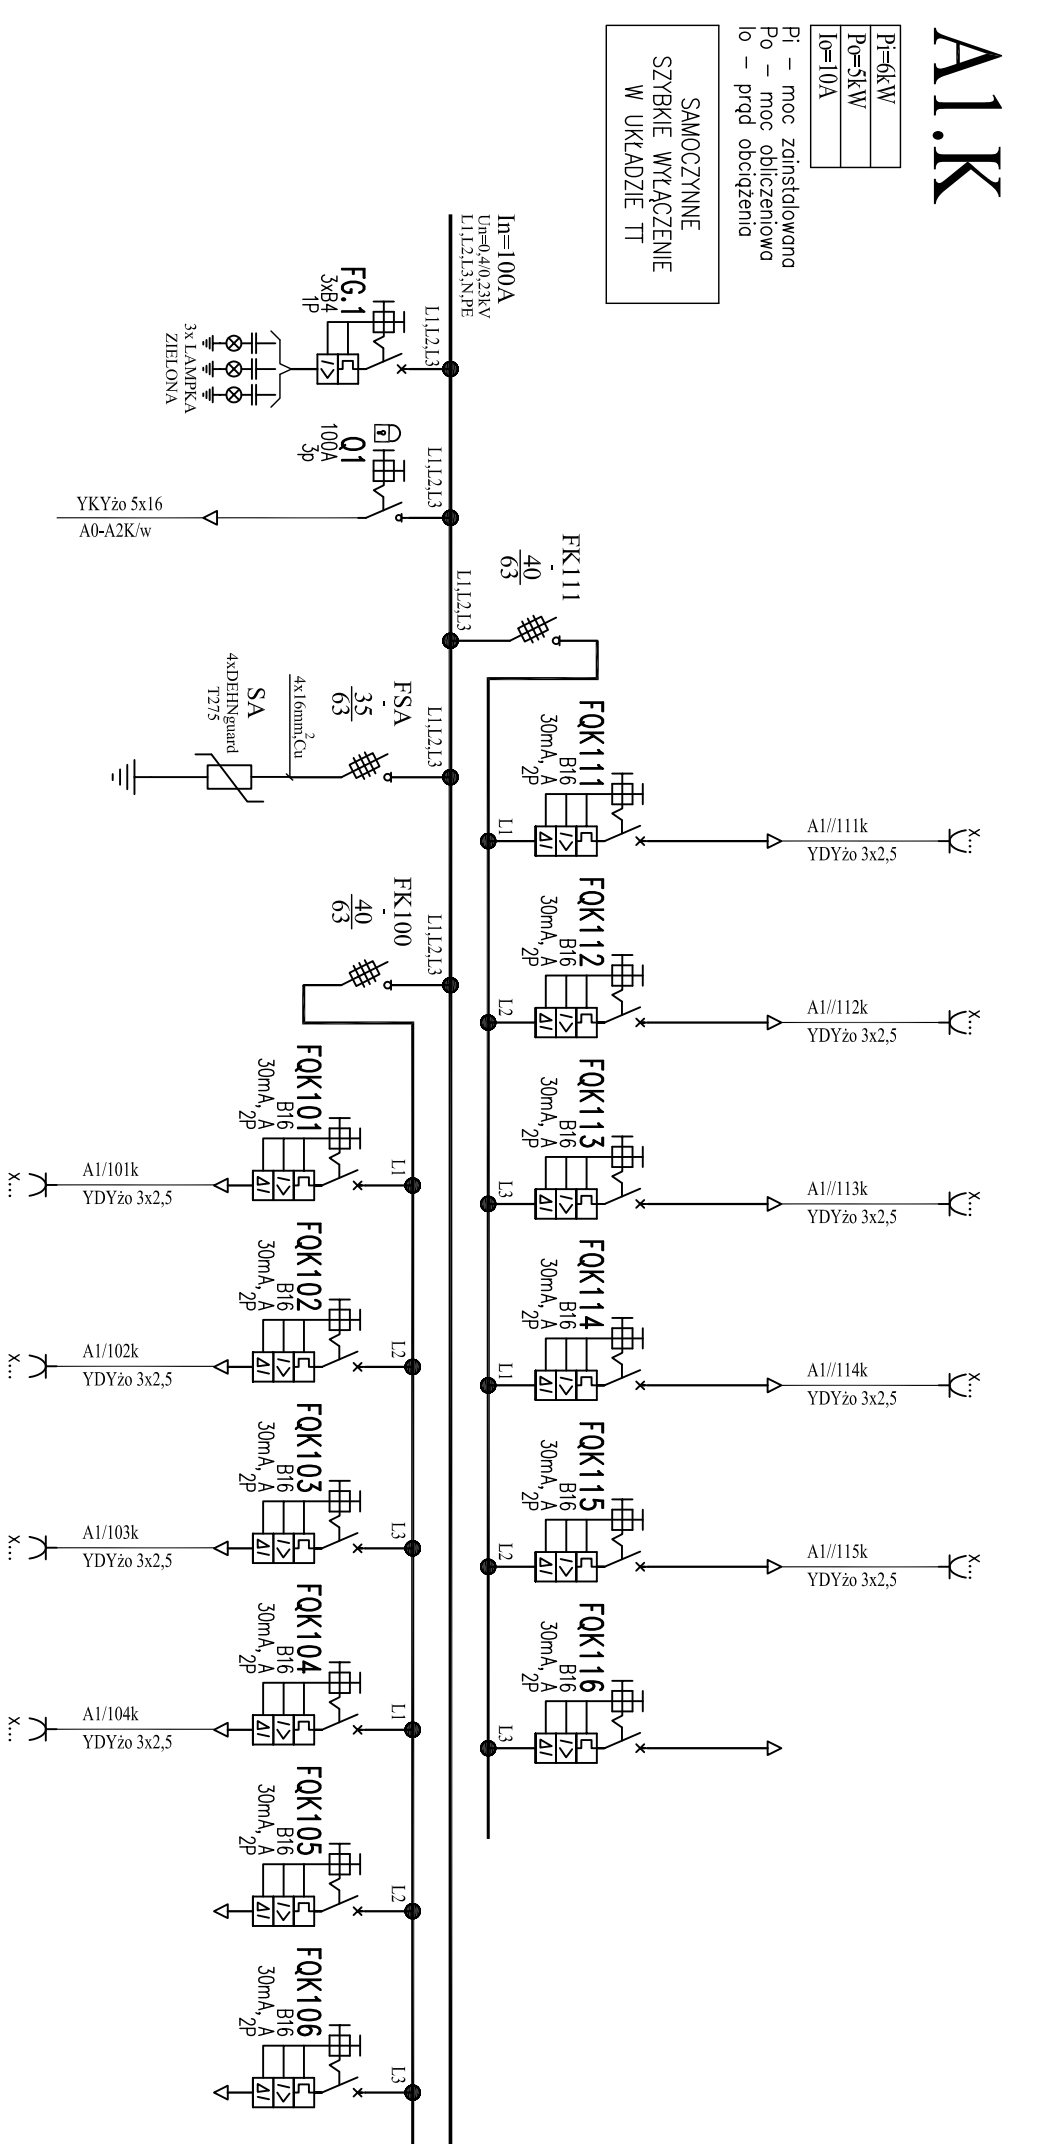 A1.K
Pi=6kW
Po=5kW
Io=10A
Pi - moc zainstalowana
Po - moc obliczeniowa
Io - prąd obciążenia
SAMOCZYNNE
SZYBKIE WYŁĄCZENIE
W UKŁADZIE TT
In=100A
Un=0,4/0,23kV
L1,L2,L3,N,PE
L1,L2,L3
FG.1
3xB4
1P
3x LAMPKA
ZIELONA
L1,L2,L3
Q1
100A
3p
YKYżo 5x16
A0-A2K/w
FK111
-
40
63
L1,L2,L3
L1,L2,L3
FSA
-
35
63
4x16mm²,Cu
SA
4xDEHNguard
T275
L1,L2,L3
FK100
-
40
63
FQK111
B16
30mA, A
2P
L1
A1//111k
YDYżo 3x2,5
X...
FQK112
B16
30mA, A
2P
L2
A1//112k
YDYżo 3x2,5
X...
FQK113
B16
30mA, A
2P
L3
A1//113k
YDYżo 3x2,5
X...
FQK114
B16
30mA, A
2P
L1
A1//114k
YDYżo 3x2,5
X...
FQK115
B16
30mA, A
2P
L2
A1//115k
YDYżo 3x2,5
X...
FQK116
B16
30mA, A
2P
L3
FQK101
B16
30mA, A
2P
L1
A1/101k
YDYżo 3x2,5
X...
FQK102
B16
30mA, A
2P
L2
A1/102k
YDYżo 3x2,5
X...
FQK103
B16
30mA, A
2P
L3
A1/103k
YDYżo 3x2,5
X...
FQK104
B16
30mA, A
2P
L1
A1/104k
YDYżo 3x2,5
X...
FQK105
B16
30mA, A
2P
L2
FQK106
B16
30mA, A
2P
L3